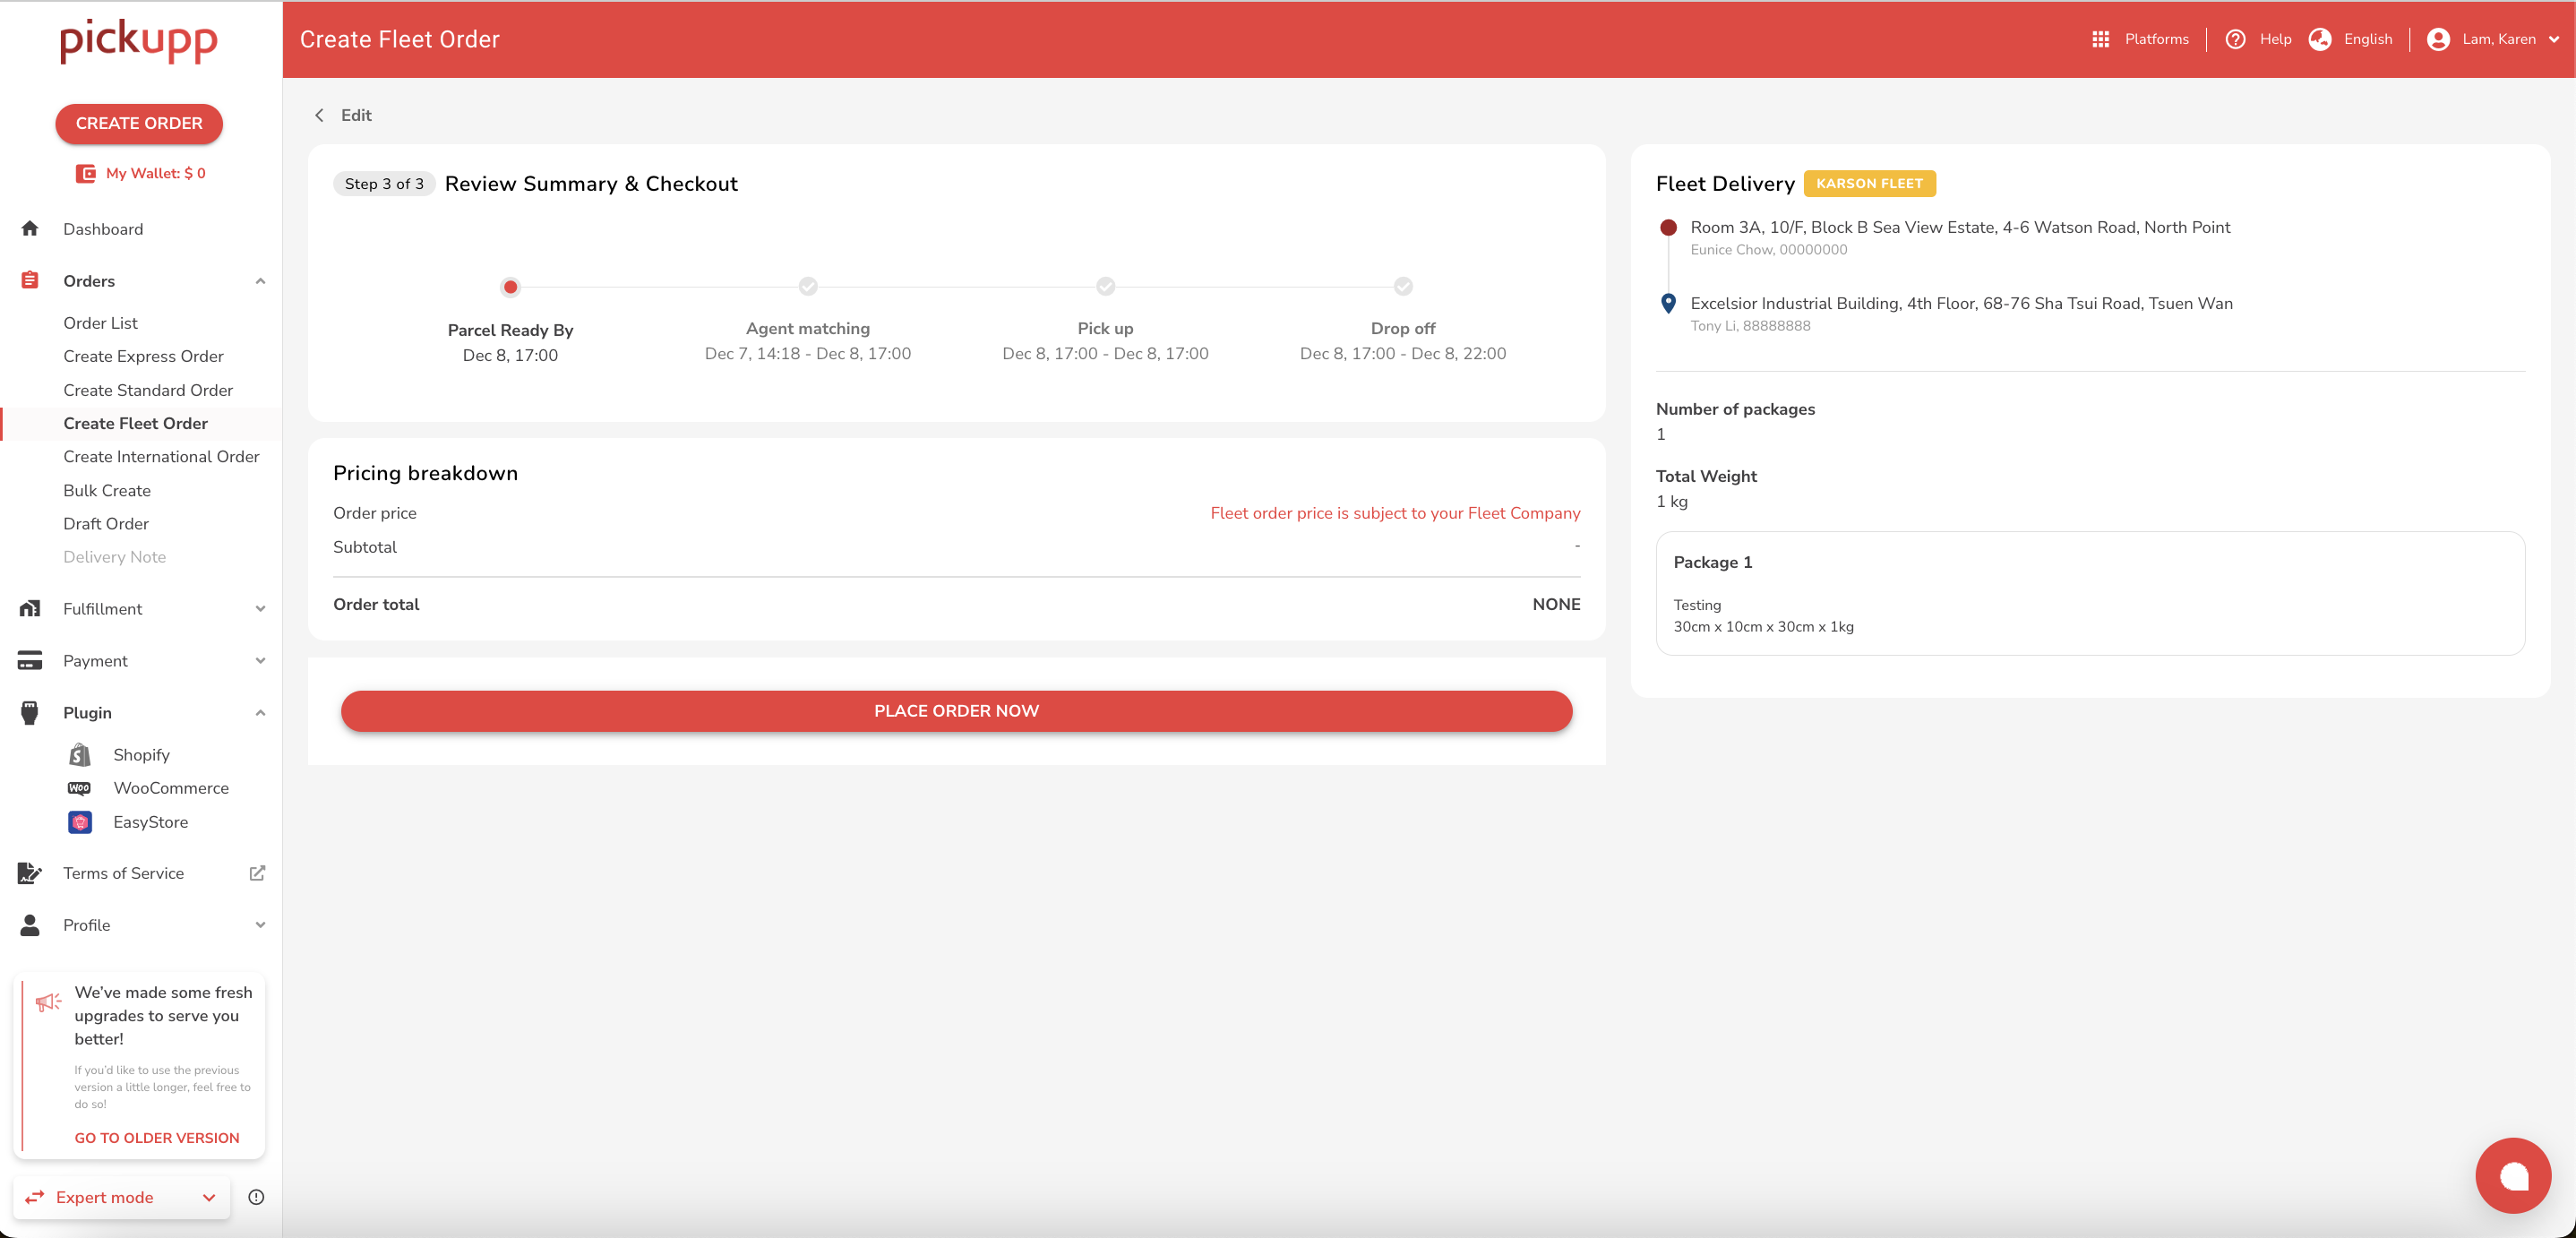 pickupp
CREATE ORDER
My Wallet: $ 0
Dashboard
Orders
Order List
Create Express Order
Create Standard Order
Create Fleet Order
Create International Order
Bulk Create
Draft Order
Delivery Note
Fulfillment
Payment
Plugin
Shopify
Woo WooCommerce
EasyStore
Terms of Service
Profile
We've made some fresh
upgrades to serve you
better!
If you'd like to use the previous
version a little longer, feel free to
do so!
GO TO OLDER VERSION
Expert mode
Create Fleet Order
Platforms
Help
English
Lam, Karen
Edit
Step 3 of 3 Review Summary & Checkout
Parcel Ready By
Dec 8, 17:00
Agent matching
Dec 7, 14:18 - Dec 8, 17:00
Pick up
Dec 8, 17:00 - Dec 8, 17:00
Drop off
Dec 8, 17:00 - Dec 8, 22:00
Pricing breakdown
Order price Fleet order price is subject to your Fleet Company
Subtotal -
Order total NONE
PLACE ORDER NOW
Fleet Delivery KARSON FLEET
Room 3A, 10/F, Block B Sea View Estate, 4-6 Watson Road, North Point
Eunice Chow, 00000000
Excelsior Industrial Building, 4th Floor, 68-76 Sha Tsui Road, Tsuen Wan
Tony Li, 88888888
Number of packages
1
Total Weight
1 kg
Package 1
Testing
30cm x 10cm x 30cm x 1kg